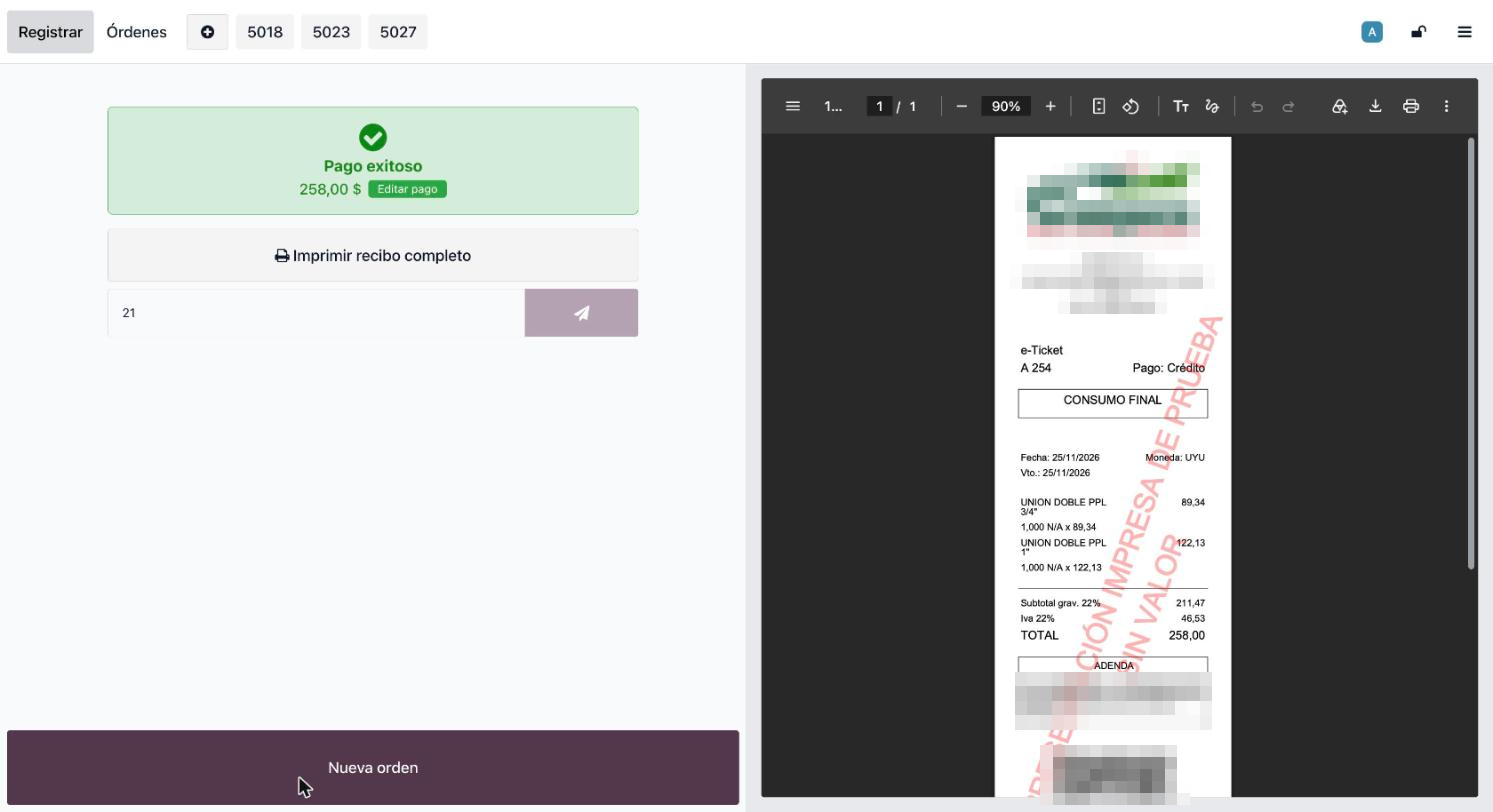 Registrar Órdenes 5018 5023 5027 A
Pago exitoso
258,00 $ Editar pago
Imprimir recibo completo
21
Nueva orden
1... 1 / 1 90%
e-Ticket
A 254 Pago: Crédito
CONSUMO FINAL
Fecha: 25/11/2026 Moneda: UYU
Vto.: 25/11/2026
UNION DOBLE PPL 89,34
3/4"
1,000 N/A x 89,34
UNION DOBLE PPL 122,13
1"
1,000 N/A x 122,13
Subtotal grav. 22% 211,47
Iva 22% 46,53
TOTAL 258,00
ADENDA
CIÓN IMPRESA DE PRUEBA
SIN VALOR